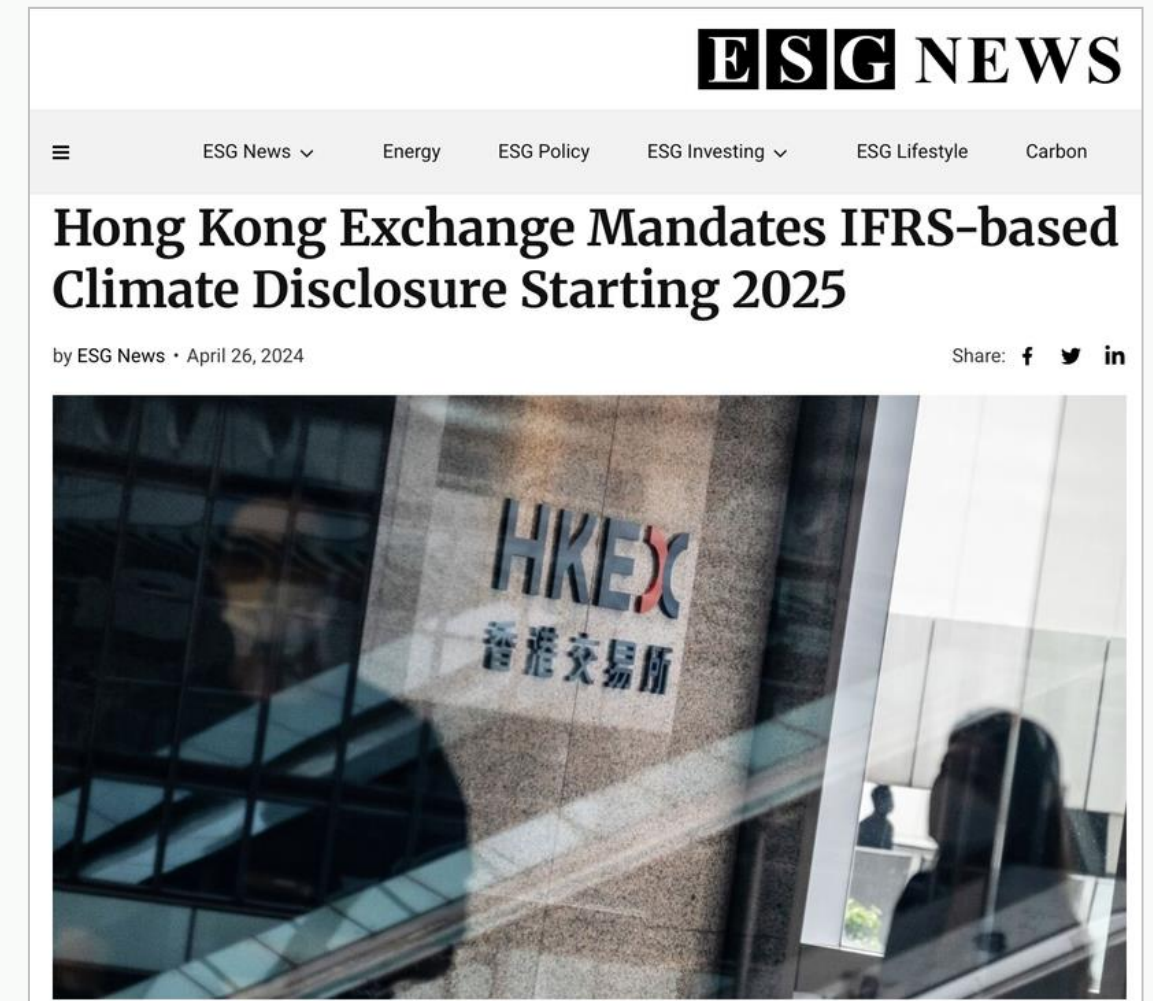 ESG NEWS
ESG News Energy ESG Policy ESG Investing ESG Lifestyle Carbon
Hong Kong Exchange Mandates IFRS-based
Climate Disclosure Starting 2025
by ESG News • April 26, 2024 Share:
HKEX
香港交易所